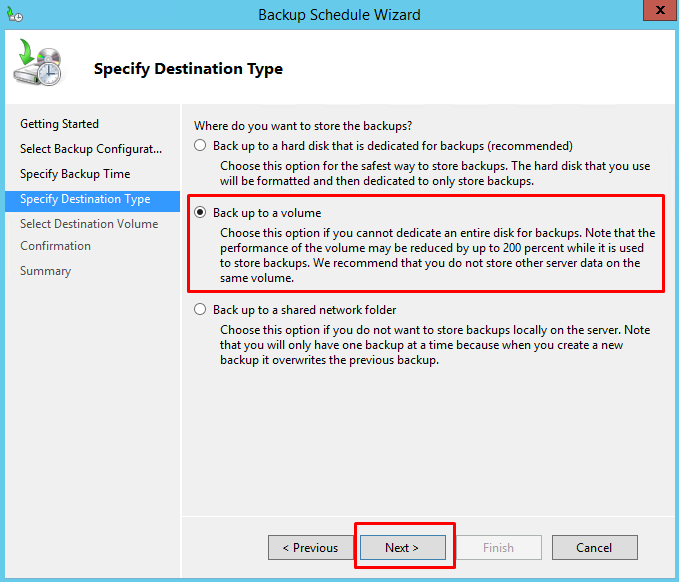 Backup Schedule Wizard
x
Specify Destination Type
Getting Started
Select Backup Configurat...
Specify Backup Time
Specify Destination Type
Select Destination Volume
Confirmation
Summary
Where do you want to store the backups?
Back up to a hard disk that is dedicated for backups (recommended)
Choose this option for the safest way to store backups. The hard disk that you use
will be formatted and then dedicated to only store backups.
Back up to a volume
Choose this option if you cannot dedicate an entire disk for backups. Note that the
performance of the volume may be reduced by up to 200 percent while it is used
to store backups. We recommend that you do not store other server data on the
same volume.
Back up to a shared network folder
Choose this option if you do not want to store backups locally on the server. Note
that you will only have one backup at a time because when you create a new
backup it overwrites the previous backup.
< Previous
Next >
Finish
Cancel